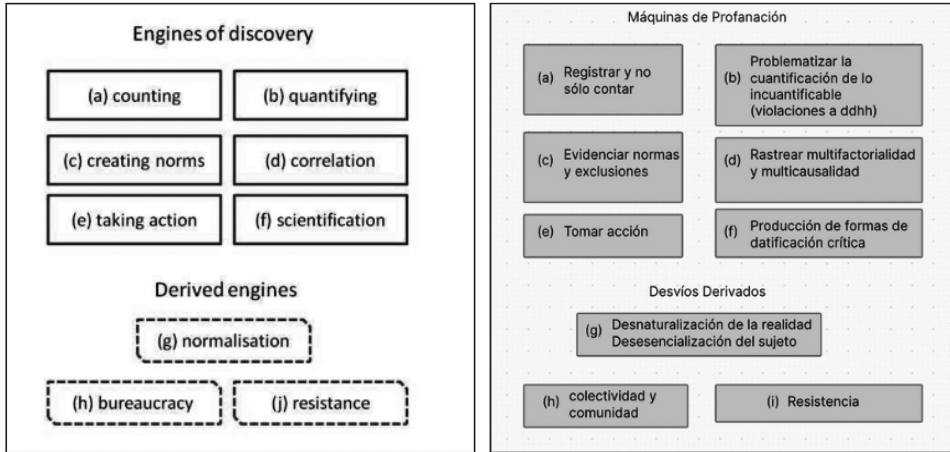 Engines of discovery
(a) counting
(b) quantifying
(c) creating norms
(d) correlation
(e) taking action
(f) scientification
Derived engines
(g) normalisation
(h) bureaucracy
(j) resistance
Máquinas de Profanación
(a) Registrar y no
sólo contar
(b) Problematizar la
cuantificación de lo
incuantificable
(violaciones a ddhh)
(c) Evidenciar normas
y exclusiones
(d) Rastrear multifactorialidad
y multicausalidad
(e) Tomar acción
(f) Producción de formas de
datificación crítica
Desvíos Derivados
(g) Desnaturalización de la realidad
Desesencialización del sujeto
(h) colectividad y
comunidad
(i) Resistencia